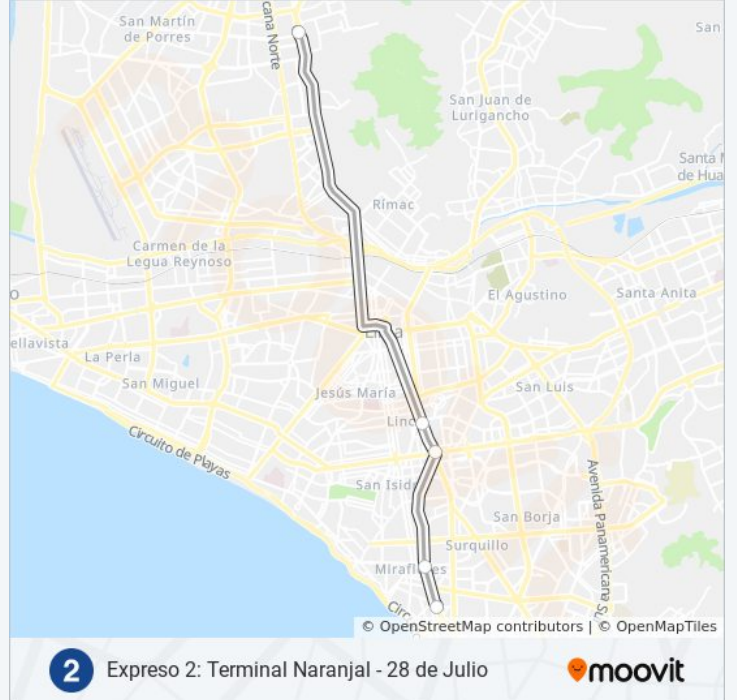 San Martín
de Porres
cana Norte
San
San Juan de
Lurigancho
Santa
de Hua
Rímac
Carmen de la
Legua Reynoso
O
El Agustino
Santa Anita
ellavista
La Perla
San Miguel
Jesús María
San Luis
Linc
Circuito de Playas
San Isid
Avenida Panamericana S
San Borja
Surquillo
Miraflores
Circ
© OpenStreetMap contributors | © OpenMapTiles
2 Expreso 2: Terminal Naranjal - 28 de Julio moovit